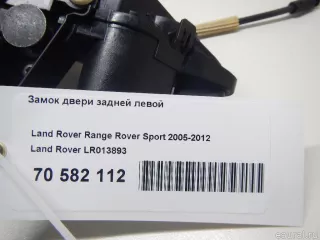 Замок двери задней левой
Land Rover Range Rover Sport 2005-2012
Land Rover LR013893
70 582 112